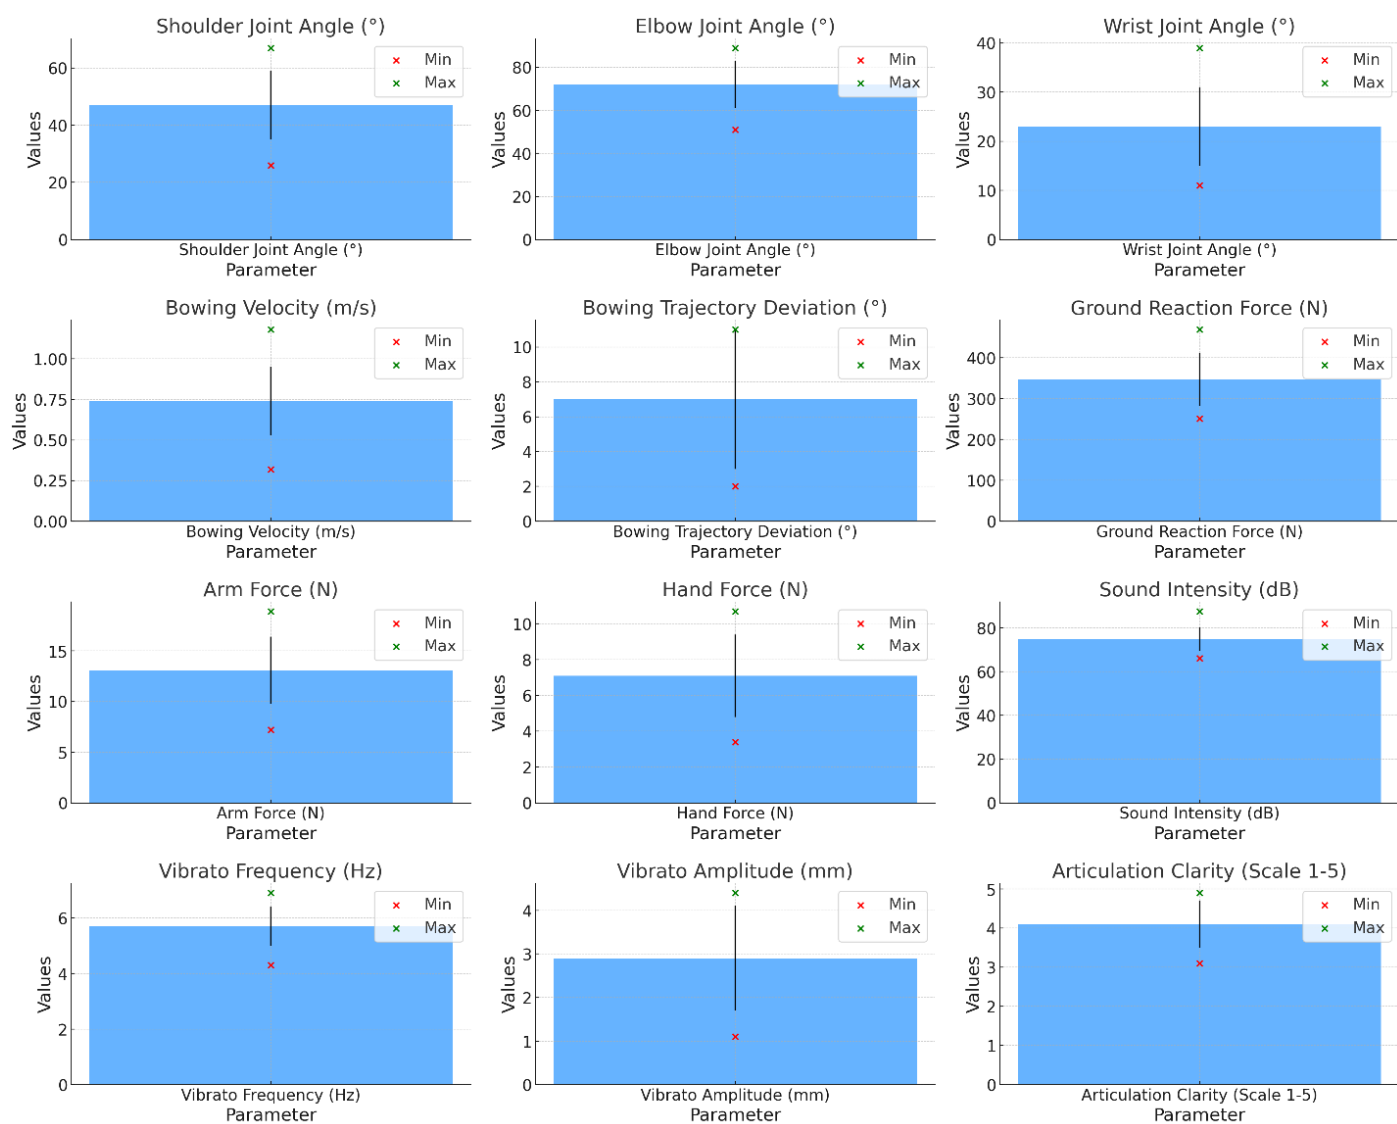 Shoulder Joint Angle (°)
Values
60
40
20
0
Min
Max
Shoulder Joint Angle (°)
Parameter
Elbow Joint Angle (°)
Values
80
60
40
20
0
Min
Max
Elbow Joint Angle (°)
Parameter
Wrist Joint Angle (°)
Values
40
30
20
10
0
Min
Max
Wrist Joint Angle (°)
Parameter
Bowing Velocity (m/s)
Values
1.00
0.75
0.50
0.25
0.00
Min
Max
Bowing Velocity (m/s)
Parameter
Bowing Trajectory Deviation (°)
Values
10
8
6
4
2
0
Min
Max
Bowing Trajectory Deviation (°)
Parameter
Ground Reaction Force (N)
Values
400
300
200
100
0
Min
Max
Ground Reaction Force (N)
Parameter
Arm Force (N)
Values
15
10
5
0
Min
Max
Arm Force (N)
Parameter
Hand Force (N)
Values
10
8
6
4
2
0
Min
Max
Hand Force (N)
Parameter
Sound Intensity (dB)
Values
80
60
40
20
0
Min
Max
Sound Intensity (dB)
Parameter
Vibrato Frequency (Hz)
Values
6
4
2
0
Min
Max
Vibrato Frequency (Hz)
Parameter
Vibrato Amplitude (mm)
Values
4
3
2
1
0
Min
Max
Vibrato Amplitude (mm)
Parameter
Articulation Clarity (Scale 1-5)
Values
5
4
3
2
1
0
Min
Max
Articulation Clarity (Scale 1-5)
Parameter